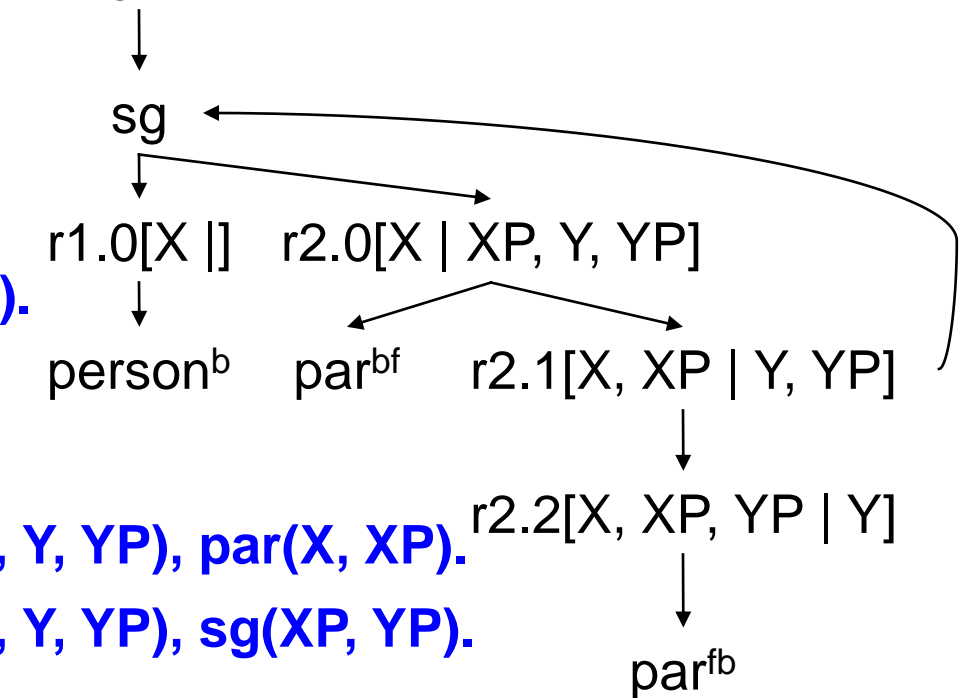 sg
r1.0[X |] r2.0[X | XP, Y, YP]
).
person^b par^bf r2.1[X, XP | Y, YP]
r2.2[X, XP, YP | Y]
, Y, YP), par(X, XP).
, Y, YP), sg(XP, YP).
par^fb